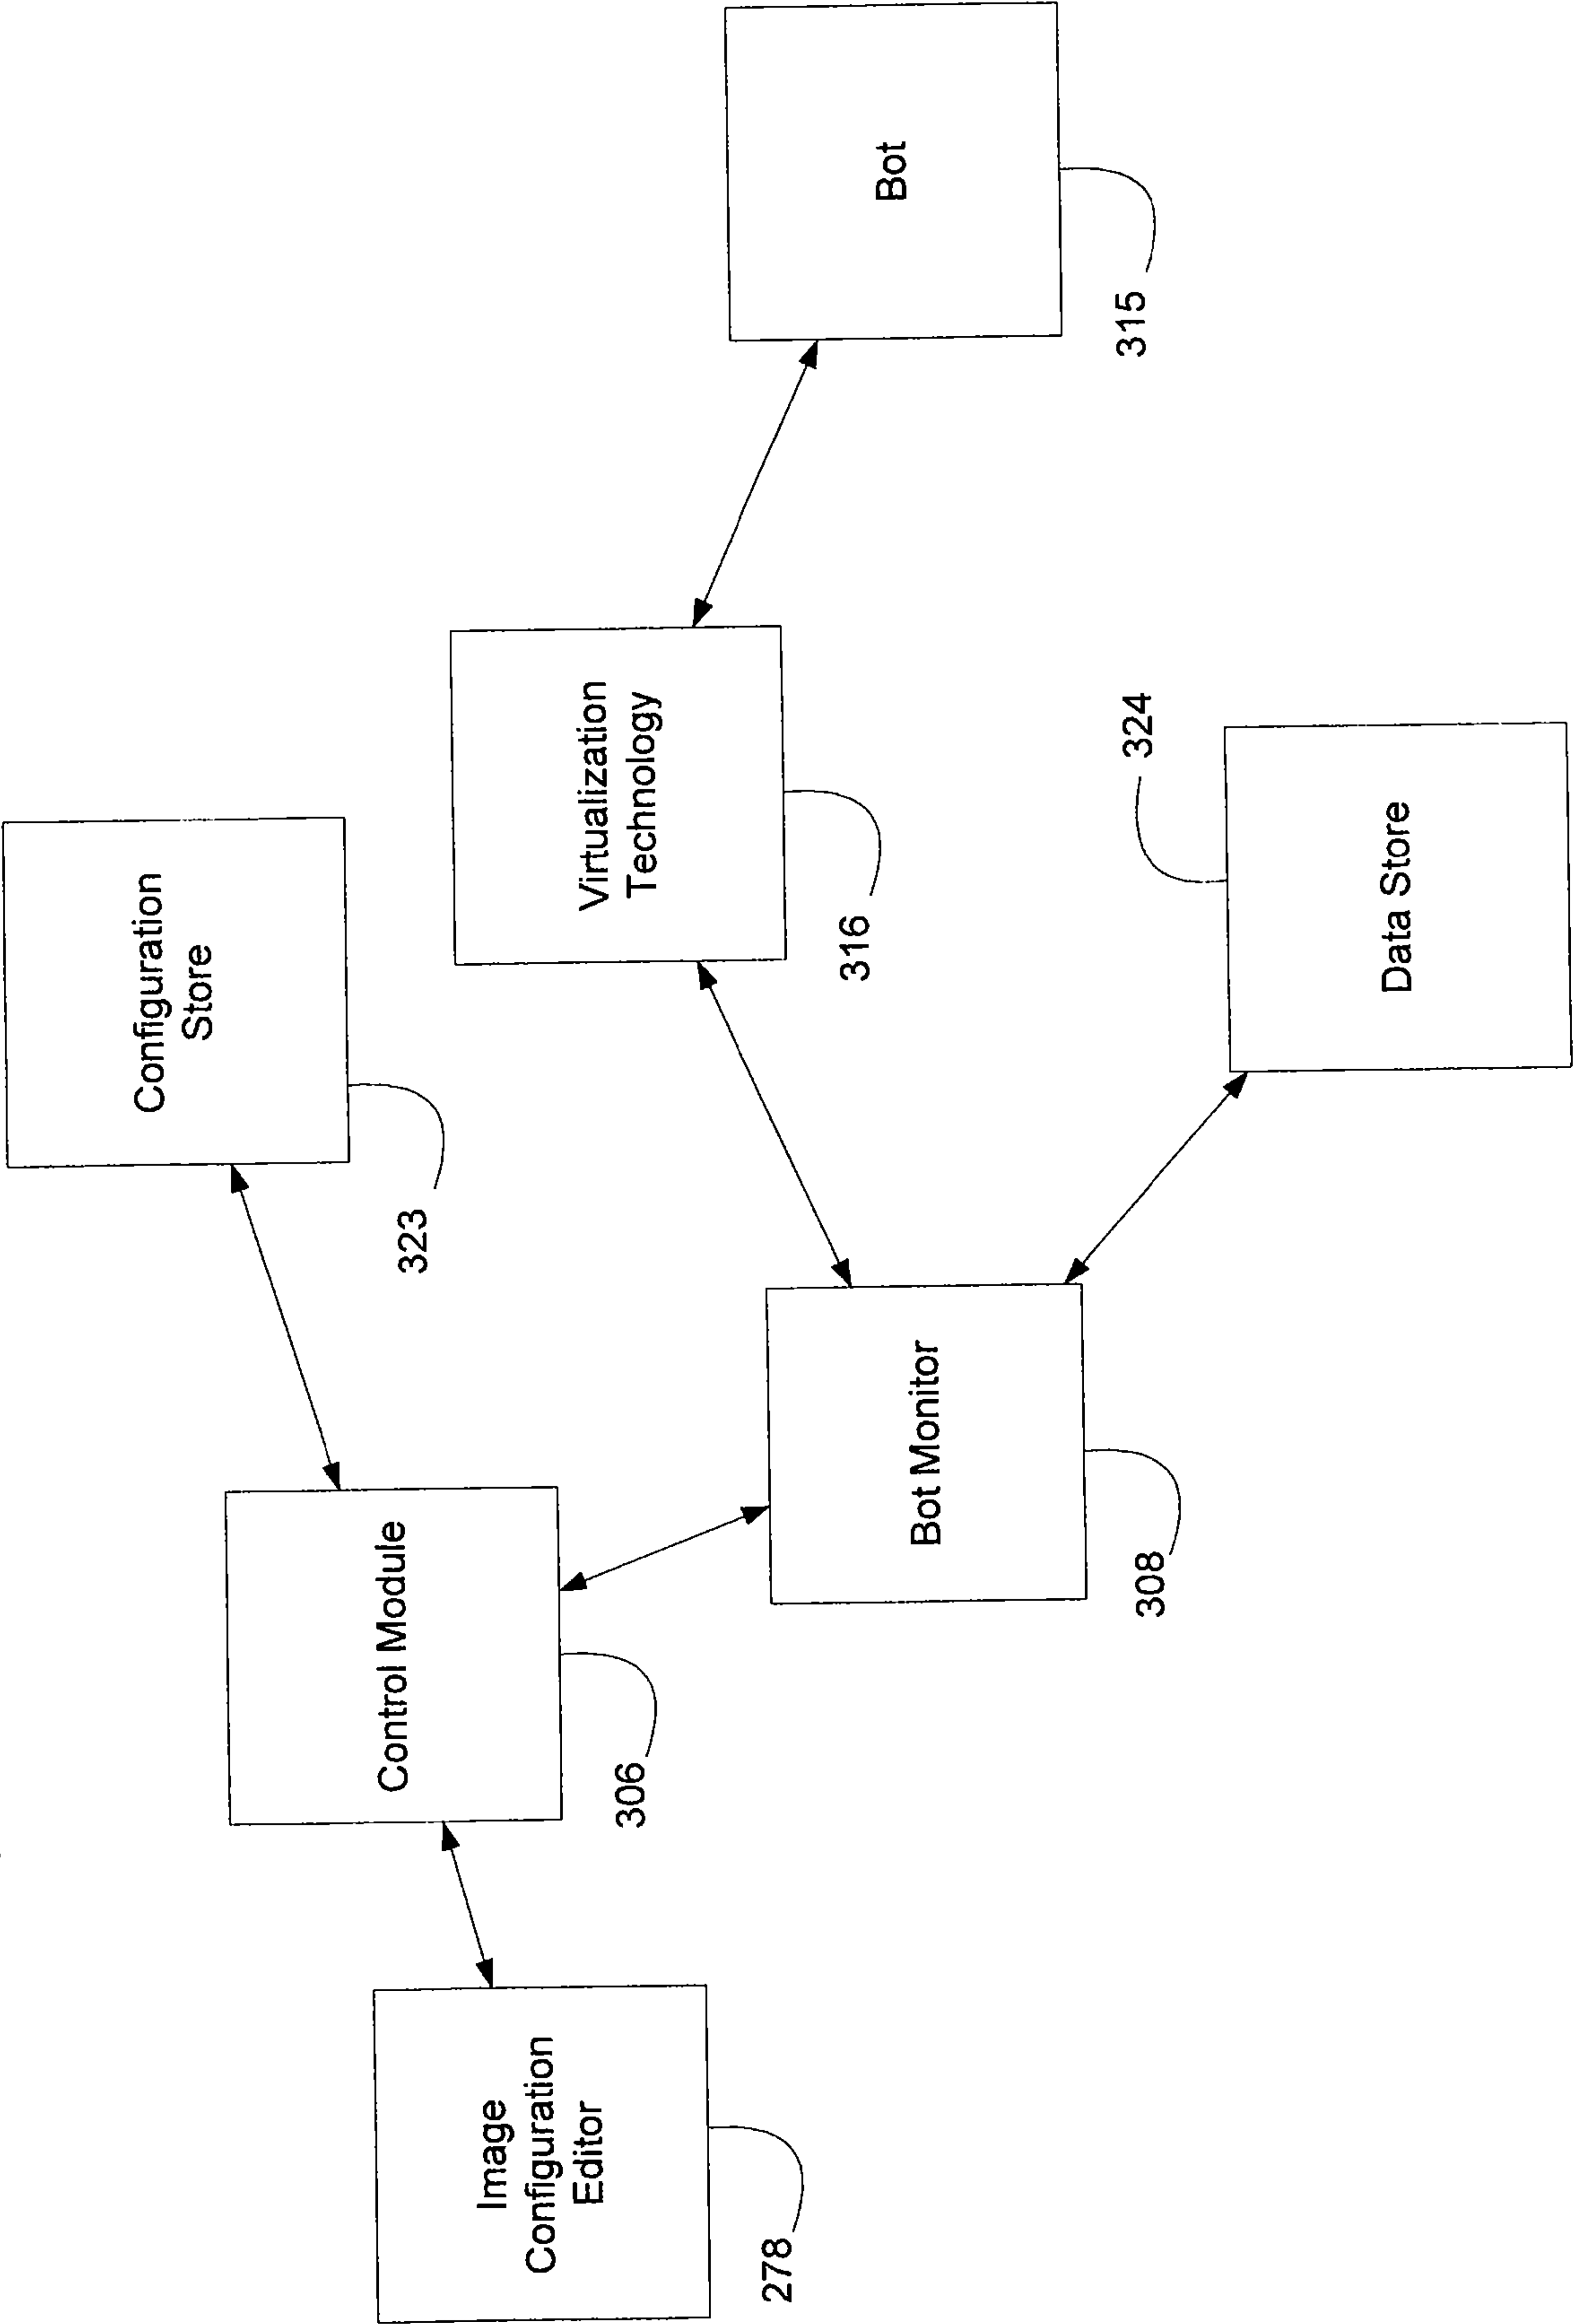 Configuration
Store
323
Control Module
306
Image
Configuration
Editor
278
Virtualization
Technology
316
Bot
315
Bot Monitor
308
324
Data Store